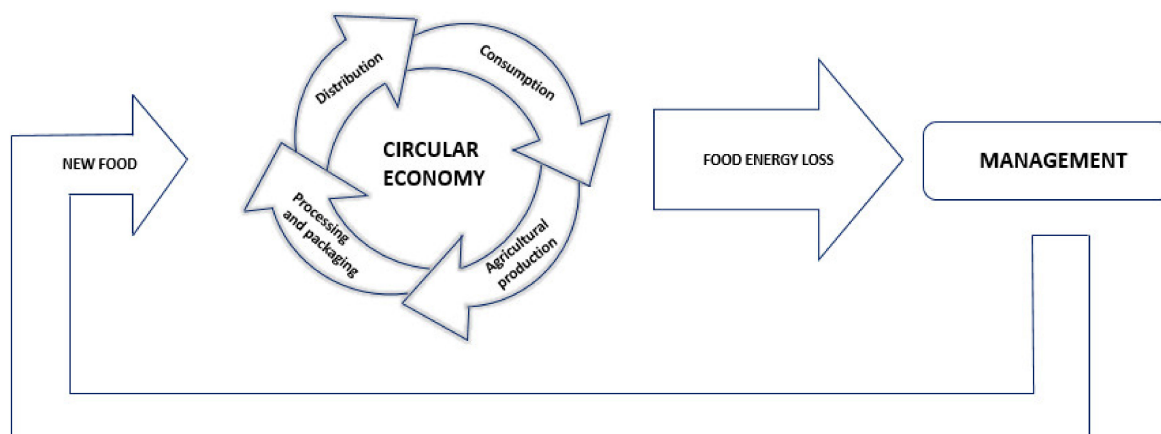 Distribution
Consumption
NEW FOOD
CIRCULAR
ECONOMY
FOOD ENERGY LOSS
MANAGEMENT
Processing
and packaging
Agricultural
production